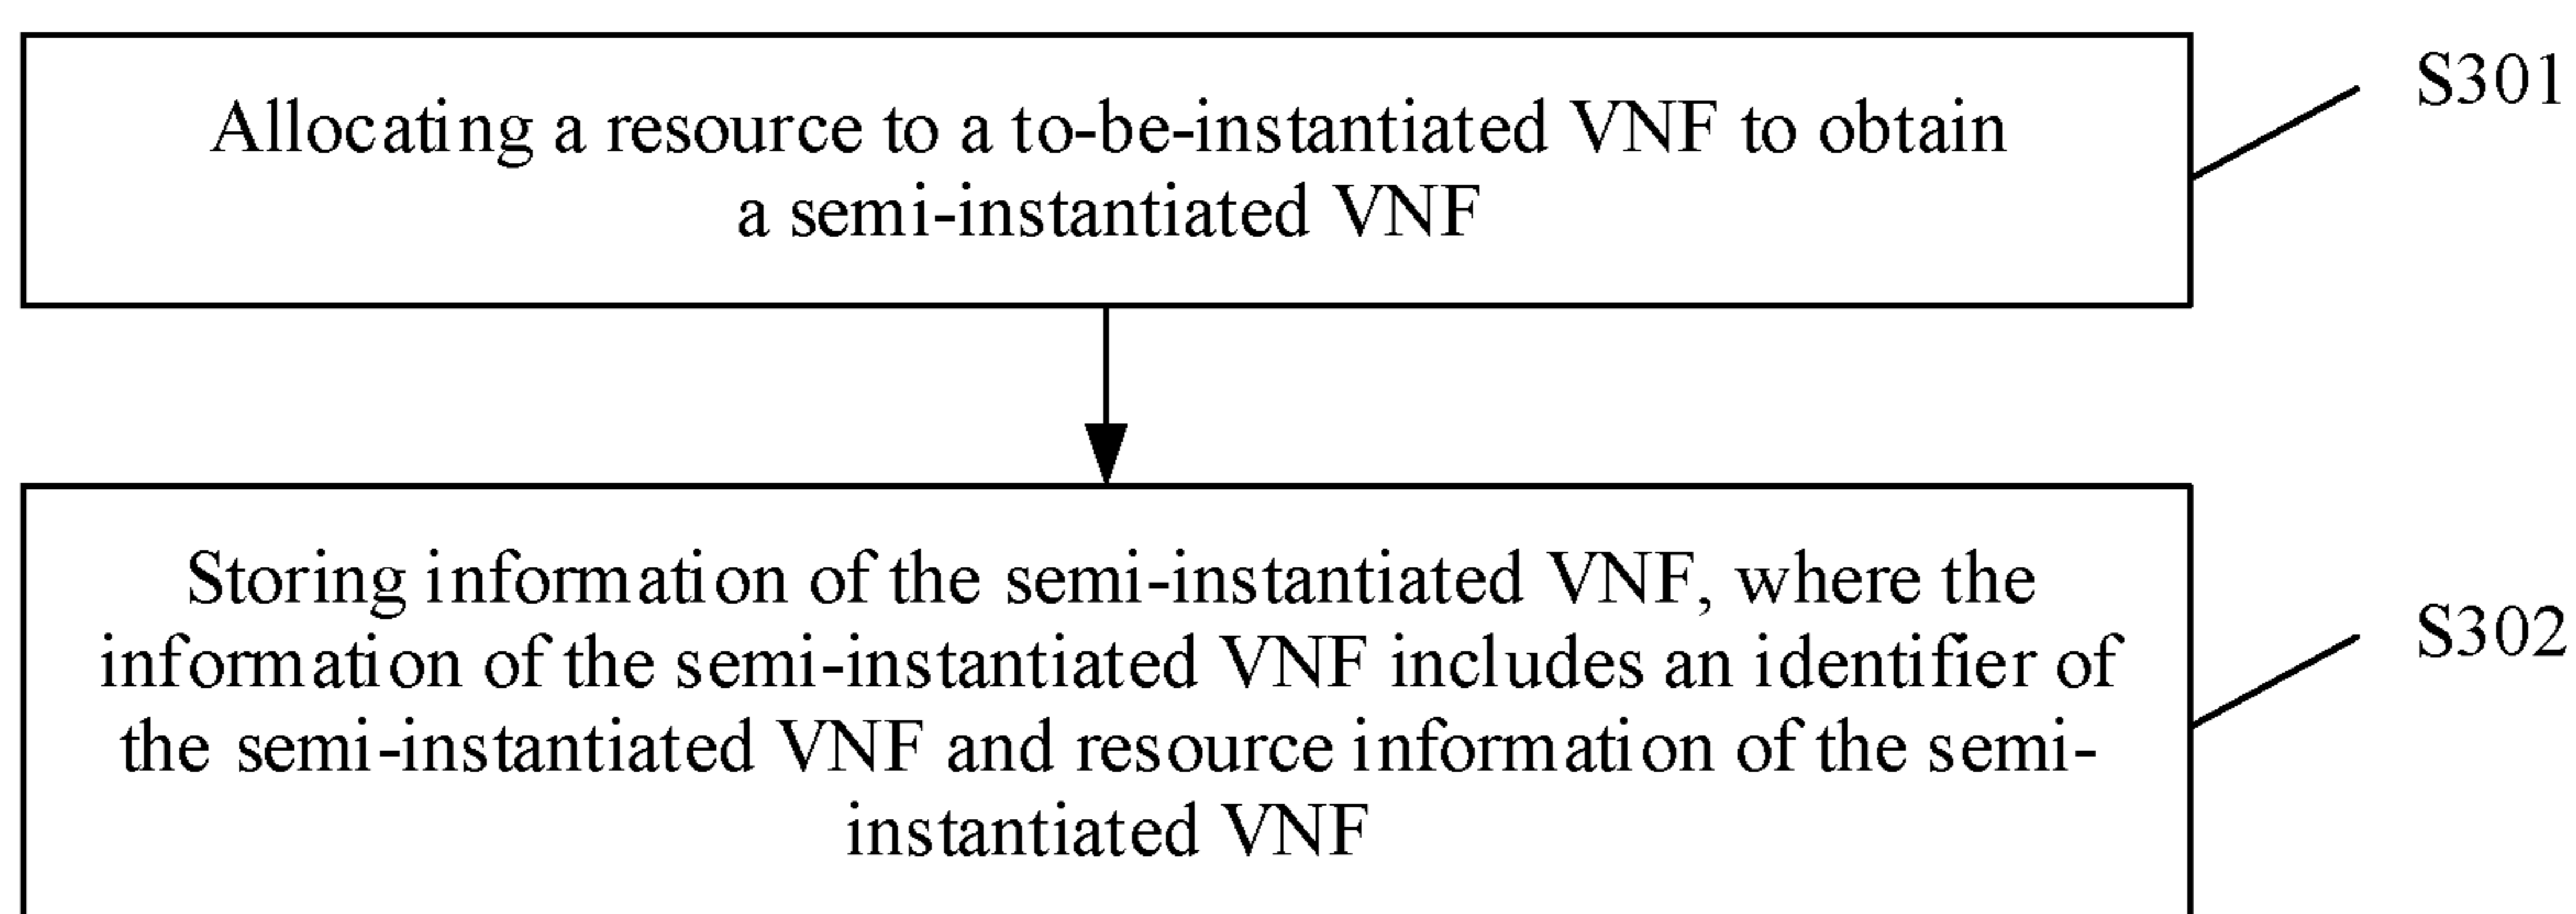 Allocating a resource to a to-be-instantiated VNF to obtain
a semi-instantiated VNF
S301
Storing information of the semi-instantiated VNF, where the
information of the semi-instantiated VNF includes an identifier of
the semi-instantiated VNF and resource information of the semi-
instantiated VNF
S302